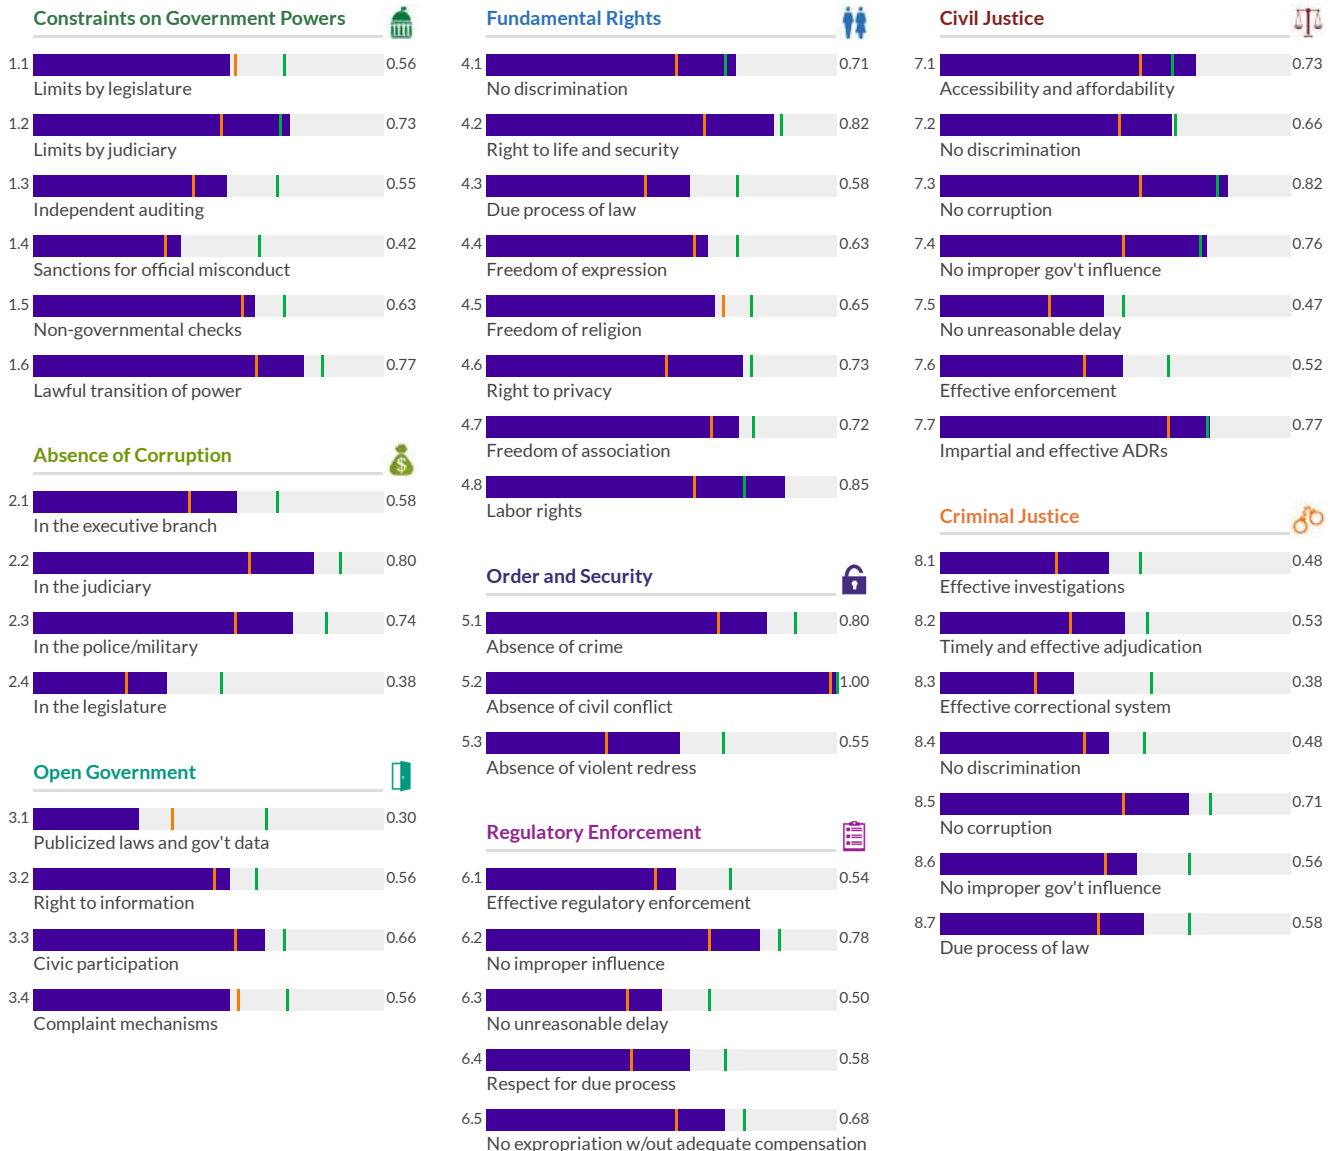 Constraints on Government Powers
1.1 0.56
Limits by legislature
1.2 0.73
Limits by judiciary
1.3 0.55
Independent auditing
1.4 0.42
Sanctions for official misconduct
1.5 0.63
Non-governmental checks
1.6 0.77
Lawful transition of power
Absence of Corruption
2.1 0.58
In the executive branch
2.2 0.80
In the judiciary
2.3 0.74
In the police/military
2.4 0.38
In the legislature
Open Government
3.1 0.30
Publicized laws and gov't data
3.2 0.56
Right to information
3.3 0.66
Civic participation
3.4 0.56
Complaint mechanisms
Fundamental Rights
4.1 0.71
No discrimination
4.2 0.82
Right to life and security
4.3 0.58
Due process of law
4.4 0.63
Freedom of expression
4.5 0.65
Freedom of religion
4.6 0.73
Right to privacy
4.7 0.72
Freedom of association
4.8 0.85
Labor rights
Order and Security
5.1 0.80
Absence of crime
5.2 1.00
Absence of civil conflict
5.3 0.55
Absence of violent redress
Regulatory Enforcement
6.1 0.54
Effective regulatory enforcement
6.2 0.78
No improper influence
6.3 0.50
No unreasonable delay
6.4 0.58
Respect for due process
6.5 0.68
No expropriation w/out adequate compensation
Civil Justice
7.1 0.73
Accessibility and affordability
7.2 0.66
No discrimination
7.3 0.82
No corruption
7.4 0.76
No improper gov't influence
7.5 0.47
No unreasonable delay
7.6 0.52
Effective enforcement
7.7 0.77
Impartial and effective ADRs
Criminal Justice
8.1 0.48
Effective investigations
8.2 0.53
Timely and effective adjudication
8.3 0.38
Effective correctional system
8.4 0.48
No discrimination
8.5 0.71
No corruption
8.6 0.56
No improper gov't influence
8.7 0.58
Due process of law